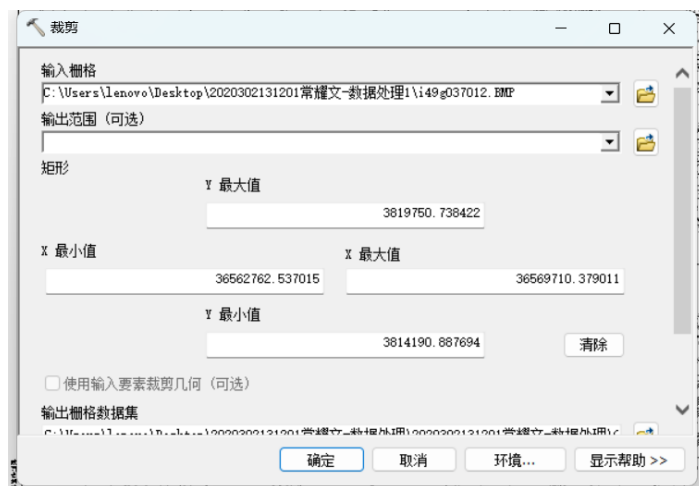 裁剪
输入栅格
C:\Users\lenovo\Desktop\2020302131201常耀文-数据处理1\i49g037012.BMP
输出范围（可选）
矩形
Y 最大值
3819750.738422
X 最小值
X 最大值
36562762.537015
36569710.379011
Y 最小值
3814190.887694
清除
使用输入要素裁剪几何（可选）
输出栅格数据集
确定
取消
环境...
显示帮助 >>